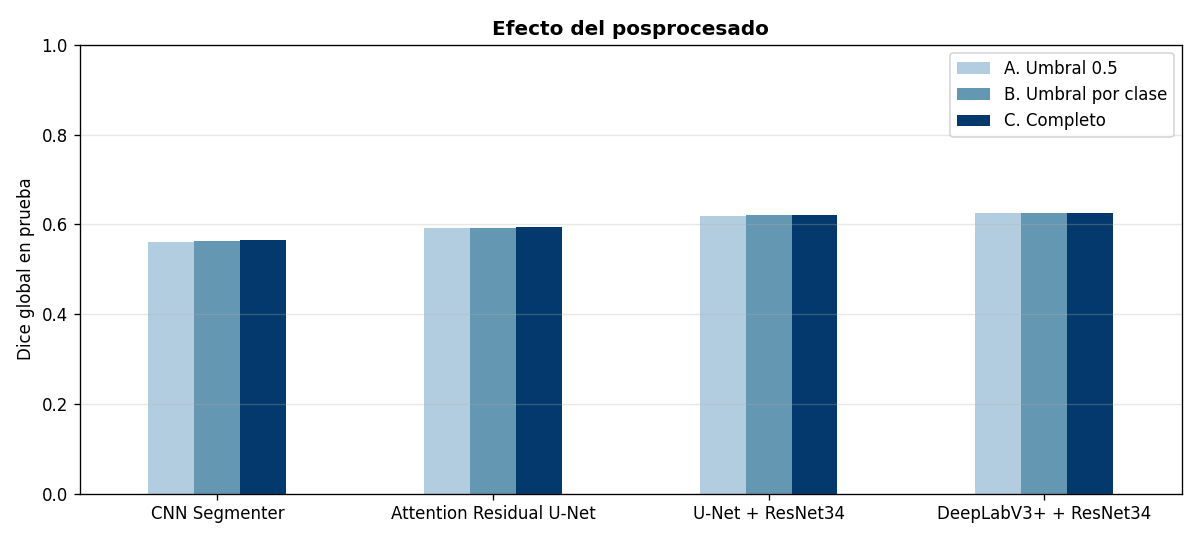 Efecto del posprocesado
A. Umbral 0.5
B. Umbral por clase
C. Completo
Dice global en prueba
1.0
0.8
0.6
0.4
0.2
0.0
CNN Segmenter
Attention Residual U-Net
U-Net + ResNet34
DeepLabV3+ + ResNet34